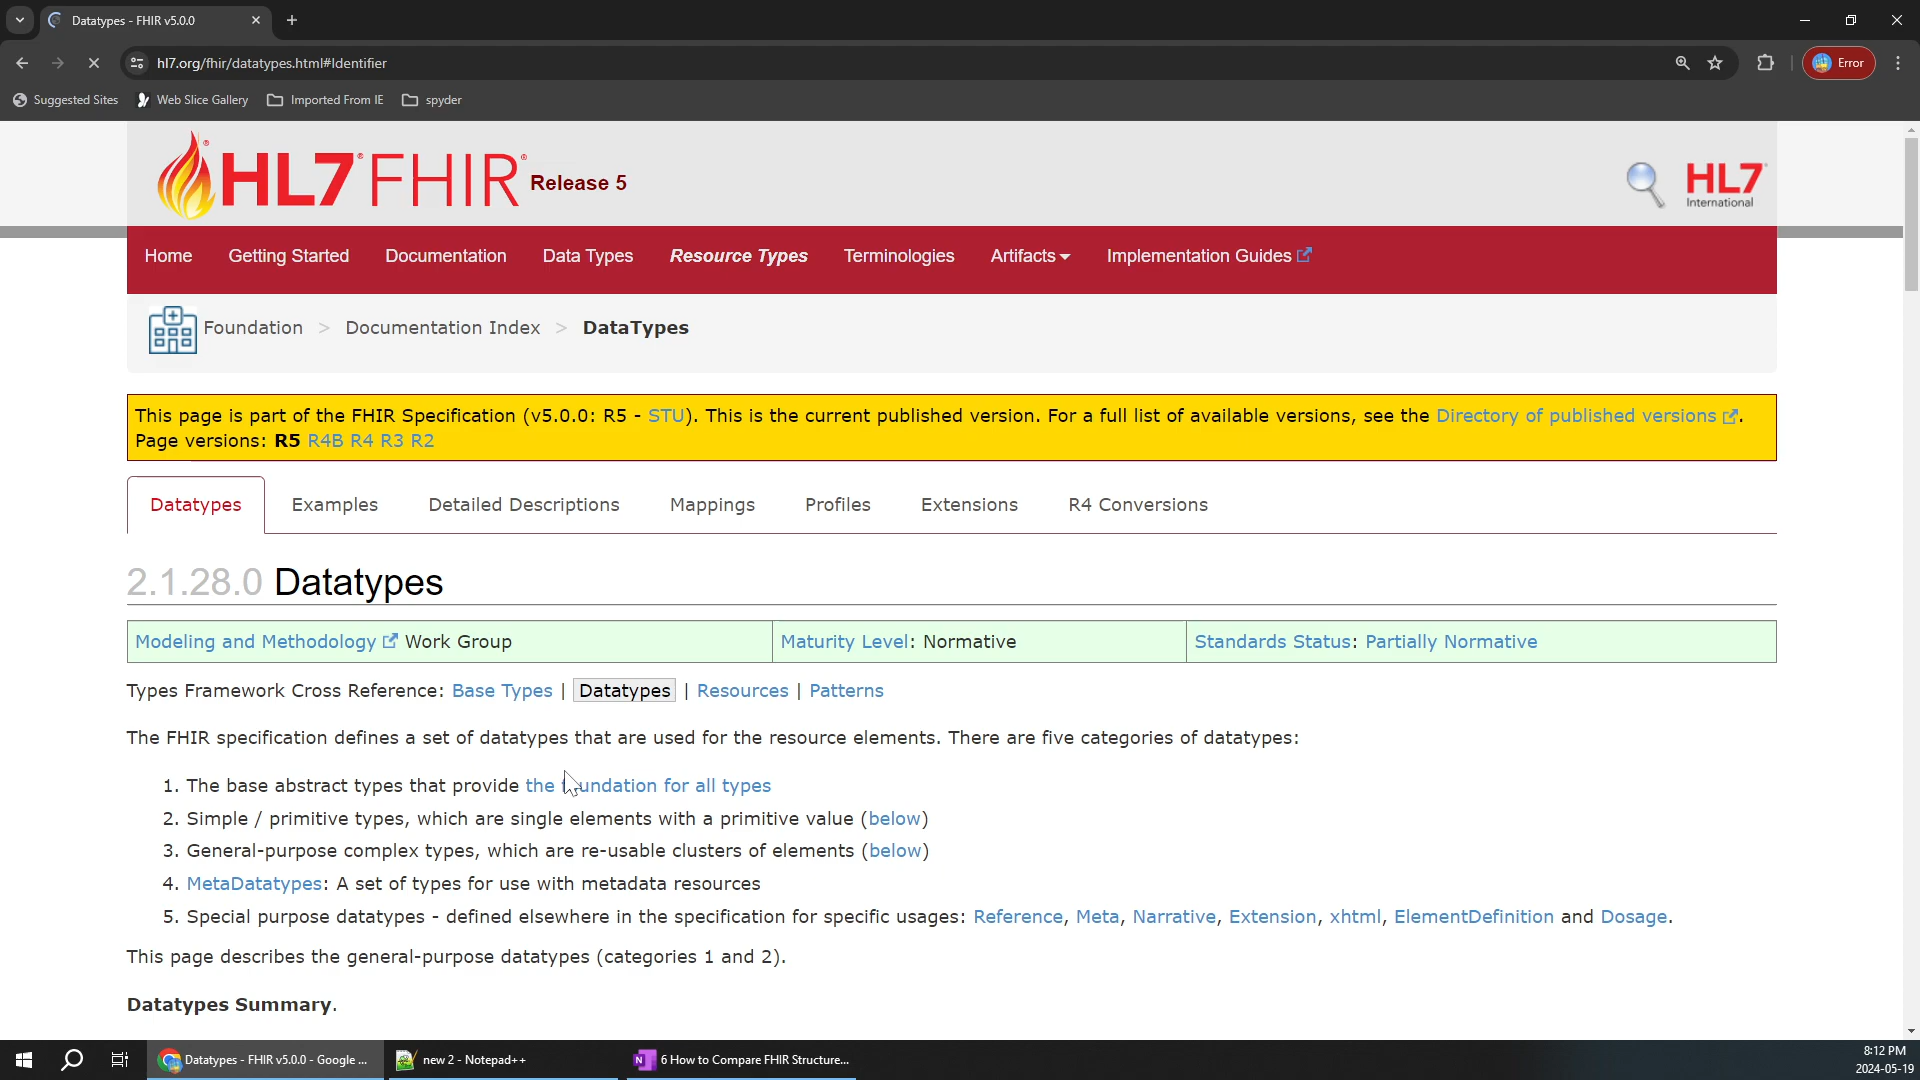 Datatypes - FHIR v5.0.0
hl7.org/fhir/datatypes.html#Identifier
Error
Suggested Sites
Web Slice Gallery
Imported From IE
spyder
HL7 FHIR Release 5
HL7 International
Home
Getting Started
Documentation
Data Types
Resource Types
Terminologies
Artifacts
Implementation Guides
Foundation > Documentation Index > DataTypes
This page is part of the FHIR Specification (v5.0.0: R5 - STU). This is the current published version. For a full list of available versions, see the Directory of published versions .
Page versions: R5 R4B R4 R3 R2
Datatypes
Examples
Detailed Descriptions
Mappings
Profiles
Extensions
R4 Conversions
2.1.28.0 Datatypes
Modeling and Methodology Work Group
Maturity Level: Normative
Standards Status: Partially Normative
Types Framework Cross Reference: Base Types | Datatypes | Resources | Patterns
The FHIR specification defines a set of datatypes that are used for the resource elements. There are five categories of datatypes:
1. The base abstract types that provide the foundation for all types
2. Simple / primitive types, which are single elements with a primitive value (below)
3. General-purpose complex types, which are re-usable clusters of elements (below)
4. MetaDatatypes: A set of types for use with metadata resources
5. Special purpose datatypes - defined elsewhere in the specification for specific usages: Reference, Meta, Narrative, Extension, xhtml, ElementDefinition and Dosage.
This page describes the general-purpose datatypes (categories 1 and 2).
Datatypes Summary.
Datatypes - FHIR v5.0.0 - Google ...
new 2 - Notepad++
6 How to Compare FHIR Structure...
8:12 PM
2024-05-19